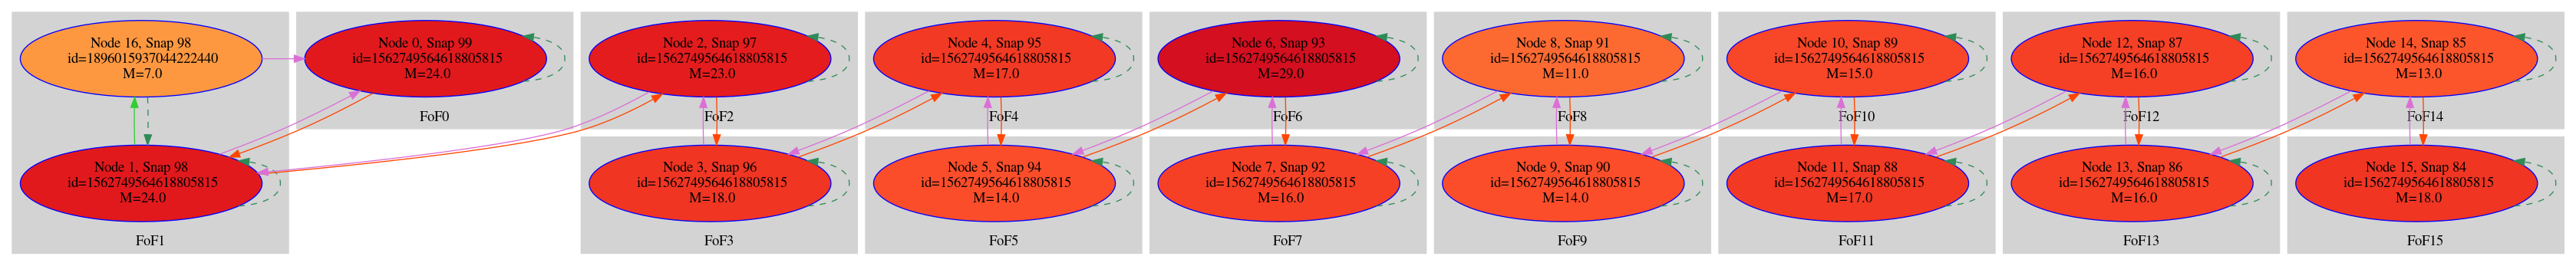 Node 16, Snap 98
id=1896015937044222440
M=7.0
Node 0, Snap 99
id=1562749564618805815
M=24.0
FoF0
Node 2, Snap 97
id=1562749564618805815
M=23.0
FoF2
Node 4, Snap 95
id=1562749564618805815
M=17.0
FoF4
Node 6, Snap 93
id=1562749564618805815
M=29.0
FoF6
Node 8, Snap 91
id=1562749564618805815
M=11.0
FoF8
Node 10, Snap 89
id=1562749564618805815
M=15.0
FoF10
Node 12, Snap 87
id=1562749564618805815
M=16.0
FoF12
Node 14, Snap 85
id=1562749564618805815
M=13.0
FoF14
Node 1, Snap 98
id=1562749564618805815
M=24.0
FoF1
Node 3, Snap 96
id=1562749564618805815
M=18.0
FoF3
Node 5, Snap 94
id=1562749564618805815
M=14.0
FoF5
Node 7, Snap 92
id=1562749564618805815
M=16.0
FoF7
Node 9, Snap 90
id=1562749564618805815
M=14.0
FoF9
Node 11, Snap 88
id=1562749564618805815
M=17.0
FoF11
Node 13, Snap 86
id=1562749564618805815
M=16.0
FoF13
Node 15, Snap 84
id=1562749564618805815
M=18.0
FoF15